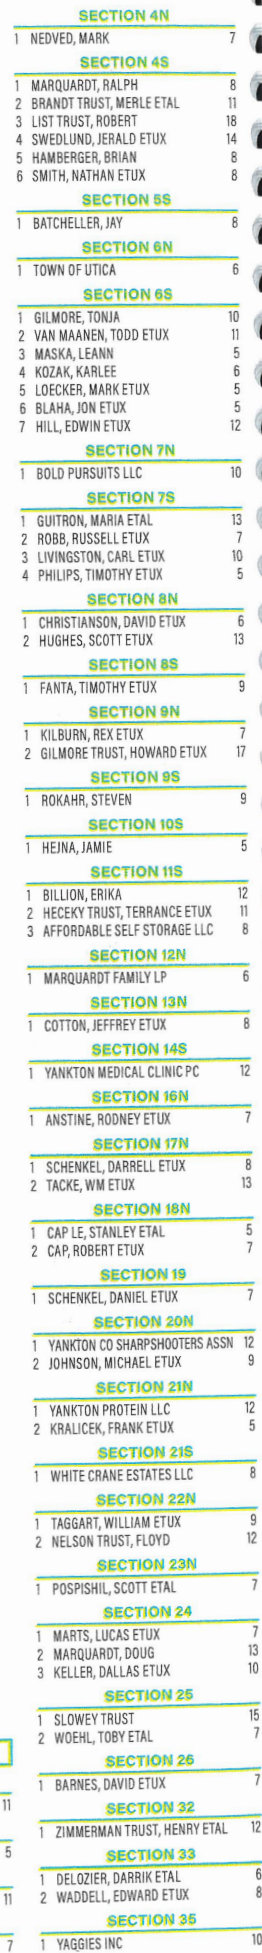 SECTION 4N
1 NEDVED, MARK 7
SECTION 4S
1 MARQUARDT, RALPH 8
2 BRANDT TRUST, MERLE ETAL 11
3 LIST TRUST, ROBERT 18
4 SWEDLUND, JERALD ETUX 14
5 HAMBERGER, BRIAN 8
6 SMITH, NATHAN ETUX 8
SECTION 5S
1 BATCHELLER, JAY 8
SECTION 6N
1 TOWN OF UTICA 6
SECTION 6S
1 GILMORE, TONJA 10
2 VAN MAANEN, TODD ETUX 11
3 MASKA, LEANN 5
4 KOZAK, KARLEE 6
5 LOECKER, MARK ETUX 5
6 BLAHA, JON ETUX 5
7 HILL, EDWIN ETUX 12
SECTION 7N
1 BOLD PURSUITS LLC 10
SECTION 7S
1 GUITRON, MARIA ETAL 13
2 ROBB, RUSSELL ETUX 7
3 LIVINGSTON, CARL ETUX 10
4 PHILIPS, TIMOTHY ETUX 5
SECTION 8N
1 CHRISTIANSON, DAVID ETUX 6
2 HUGHES, SCOTT ETUX 13
SECTION 8S
1 FANTA, TIMOTHY ETUX 9
SECTION 9N
1 KILBURN, REX ETUX 7
2 GILMORE TRUST, HOWARD ETUX 17
SECTION 9S
1 ROKAHR, STEVEN 9
SECTION 10S
1 HEJNA, JAMIE 5
SECTION 11S
1 BILLION, ERIKA 12
2 HECEKY TRUST, TERRANCE ETUX 11
3 AFFORDABLE SELF STORAGE LLC 8
SECTION 12N
1 MARQUARDT FAMILY LP 6
SECTION 13N
1 COTTON, JEFFREY ETUX 8
SECTION 14S
1 YANKTON MEDICAL CLINIC PC 12
SECTION 16N
1 ANSTINE, RODNEY ETUX 7
SECTION 17N
1 SCHENKEL, DARRELL ETUX 8
2 TACKE, WM ETUX 13
SECTION 18N
1 CAP LE, STANLEY ETAL 5
2 CAP, ROBERT ETUX 7
SECTION 19
1 SCHENKEL, DANIEL ETUX 7
SECTION 20N
1 YANKTON CO SHARPSHOOTERS ASSN 12
2 JOHNSON, MICHAEL ETUX 9
SECTION 21N
1 YANKTON PROTEIN LLC 12
2 KRALICEK, FRANK ETUX 5
SECTION 21S
1 WHITE CRANE ESTATES LLC 8
SECTION 22N
1 TAGGART, WILLIAM ETUX 9
2 NELSON TRUST, FLOYD 12
SECTION 23N
1 POSPISHIL, SCOTT ETAL 7
SECTION 24
1 MARTS, LUCAS ETUX 7
2 MARQUARDT, DOUG 13
3 KELLER, DALLAS ETUX 10
SECTION 25
1 SLOWEY TRUST 15
2 WOEHL, TOBY ETAL 7
SECTION 26
1 BARNES, DAVID ETUX 7
11
SECTION 32
1 ZIMMERMAN TRUST, HENRY ETAL 12
5
SECTION 33
1 DELOZIER, DARRIK ETAL 6
11
2 WADDELL, EDWARD ETUX 8
SECTION 35
7
1 YAGGIES INC 10